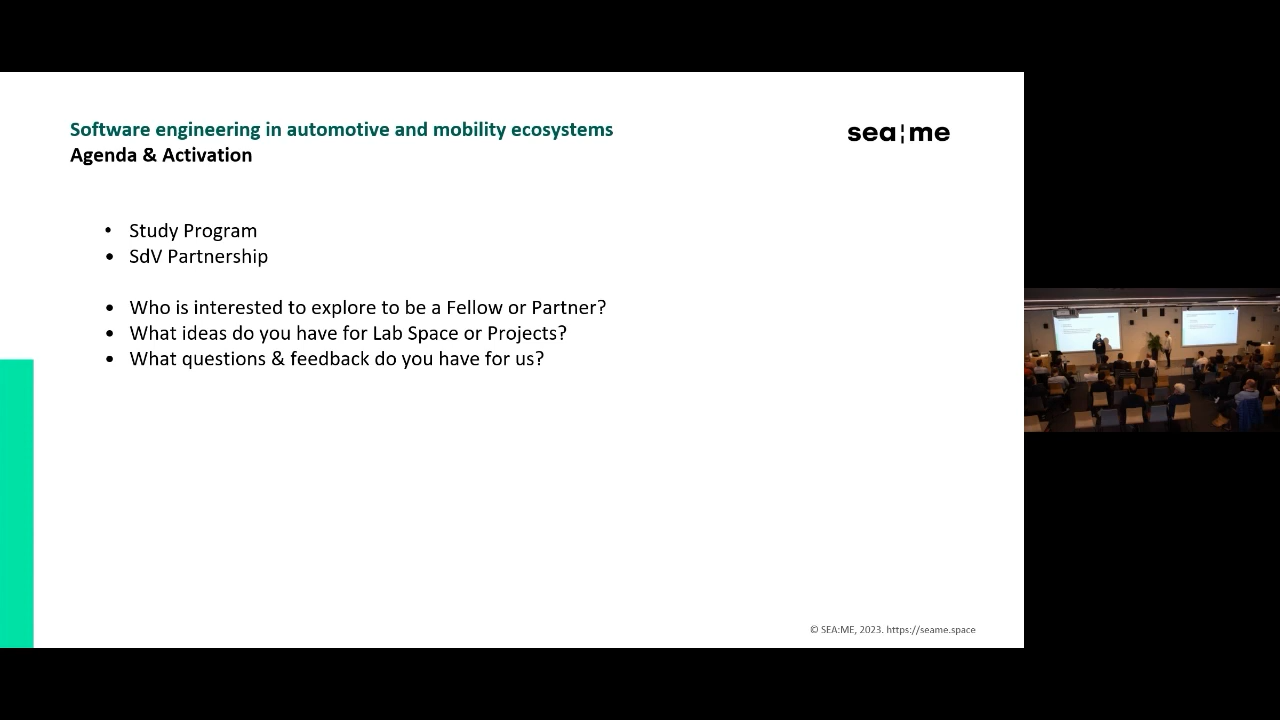 Software engineering in automotive and mobility ecosystems
Agenda & Activation
sea¦me
• Study Program
• SdV Partnership
• Who is interested to explore to be a Fellow or Partner?
• What ideas do you have for Lab Space or Projects?
• What questions & feedback do you have for us?
© SEA:ME, 2023. https://seame.space